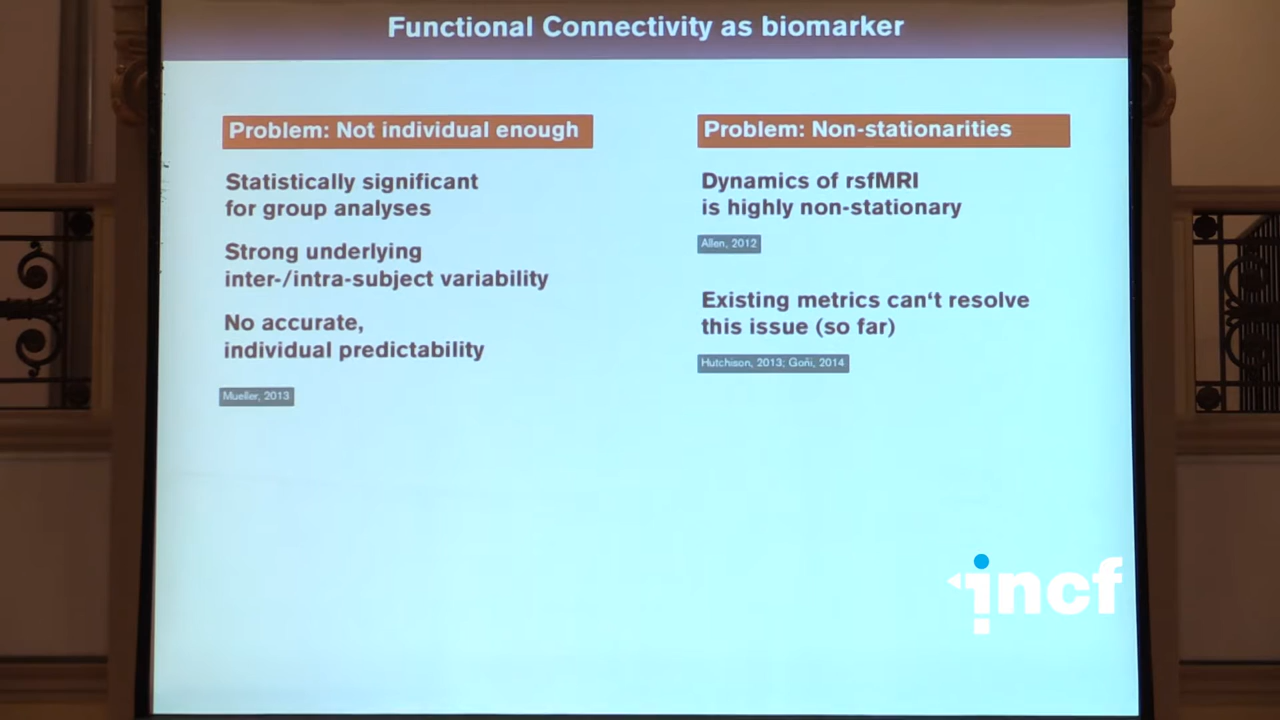 Functional Connectivity as biomarker
Problem: Not individual enough
Statistically significant
for group analyses
Strong underlying
inter-/intra-subject variability
No accurate,
individual predictability
Mueller, 2013
Problem: Non-stationarities
Dynamics of rsfMRI
is highly non-stationary
Allen, 2012
Existing metrics can‘t resolve
this issue (so far)
Hutchison, 2013; Goñi, 2014
incf